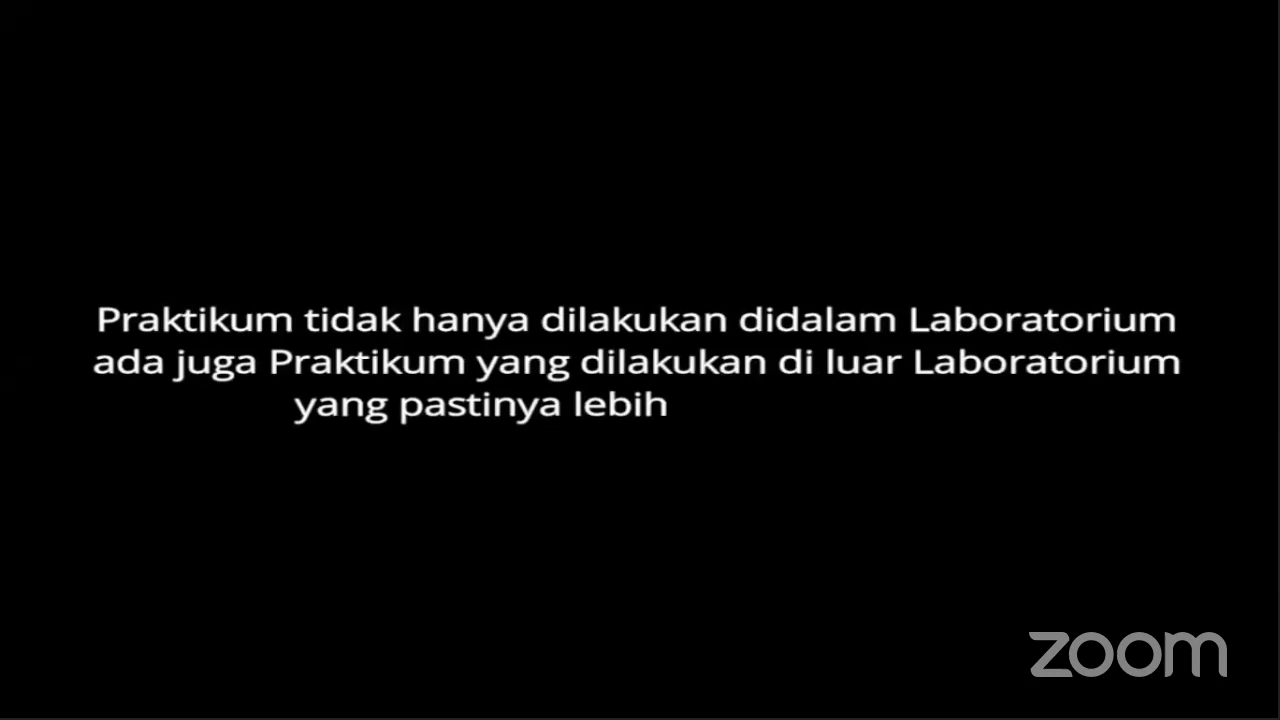 Praktikum tidak hanya dilakukan didalam Laboratorium
ada juga Praktikum yang dilakukan di luar Laboratorium
yang pastinya lebih
zoom